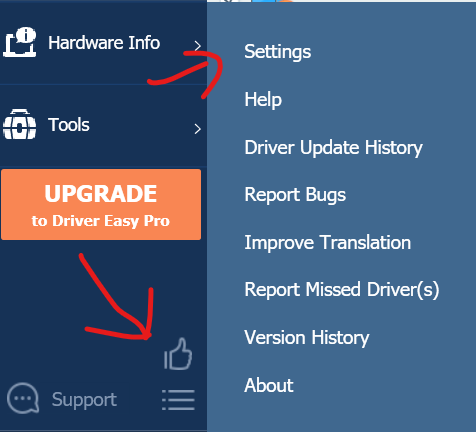 Hardware Info
Tools
UPGRADE
to Driver Easy Pro
Support
Settings
Help
Driver Update History
Report Bugs
Improve Translation
Report Missed Driver(s)
Version History
About